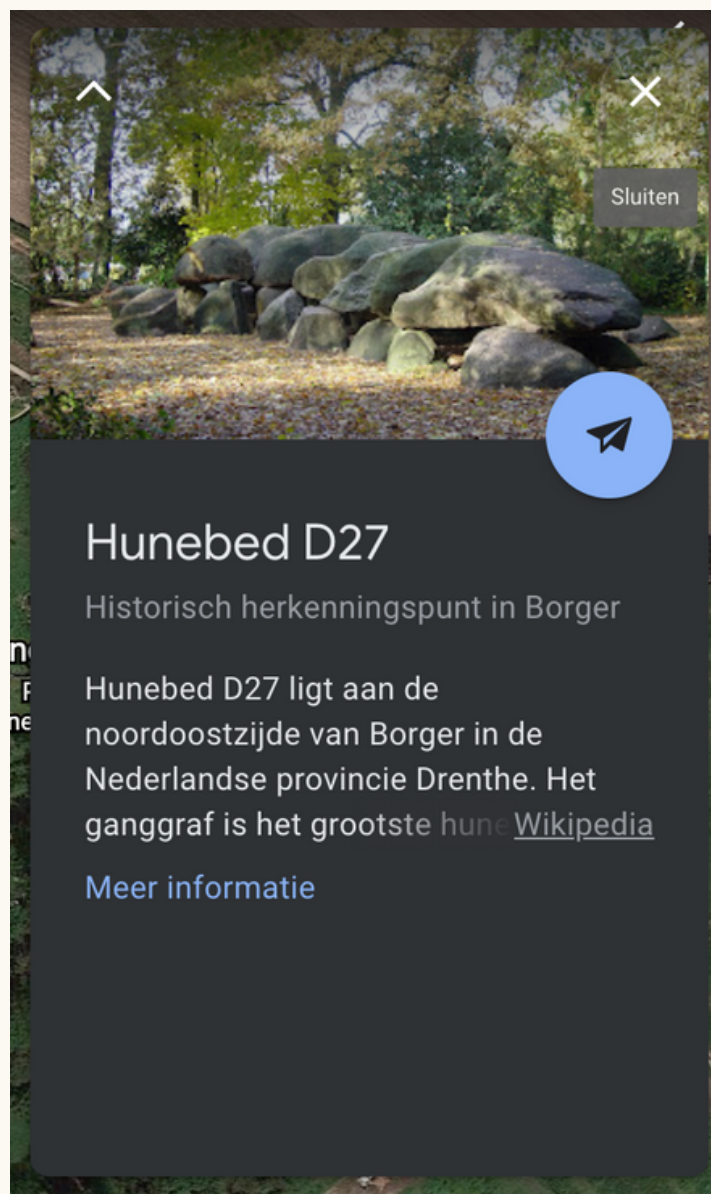 Sluiten
Hunebed D27
Historisch herkenningspunt in Borger
Hunebed D27 ligt aan de
noordoostzijde van Borger in de
Nederlandse provincie Drenthe. Het
ganggraf is het grootste hune Wikipedia
Meer informatie